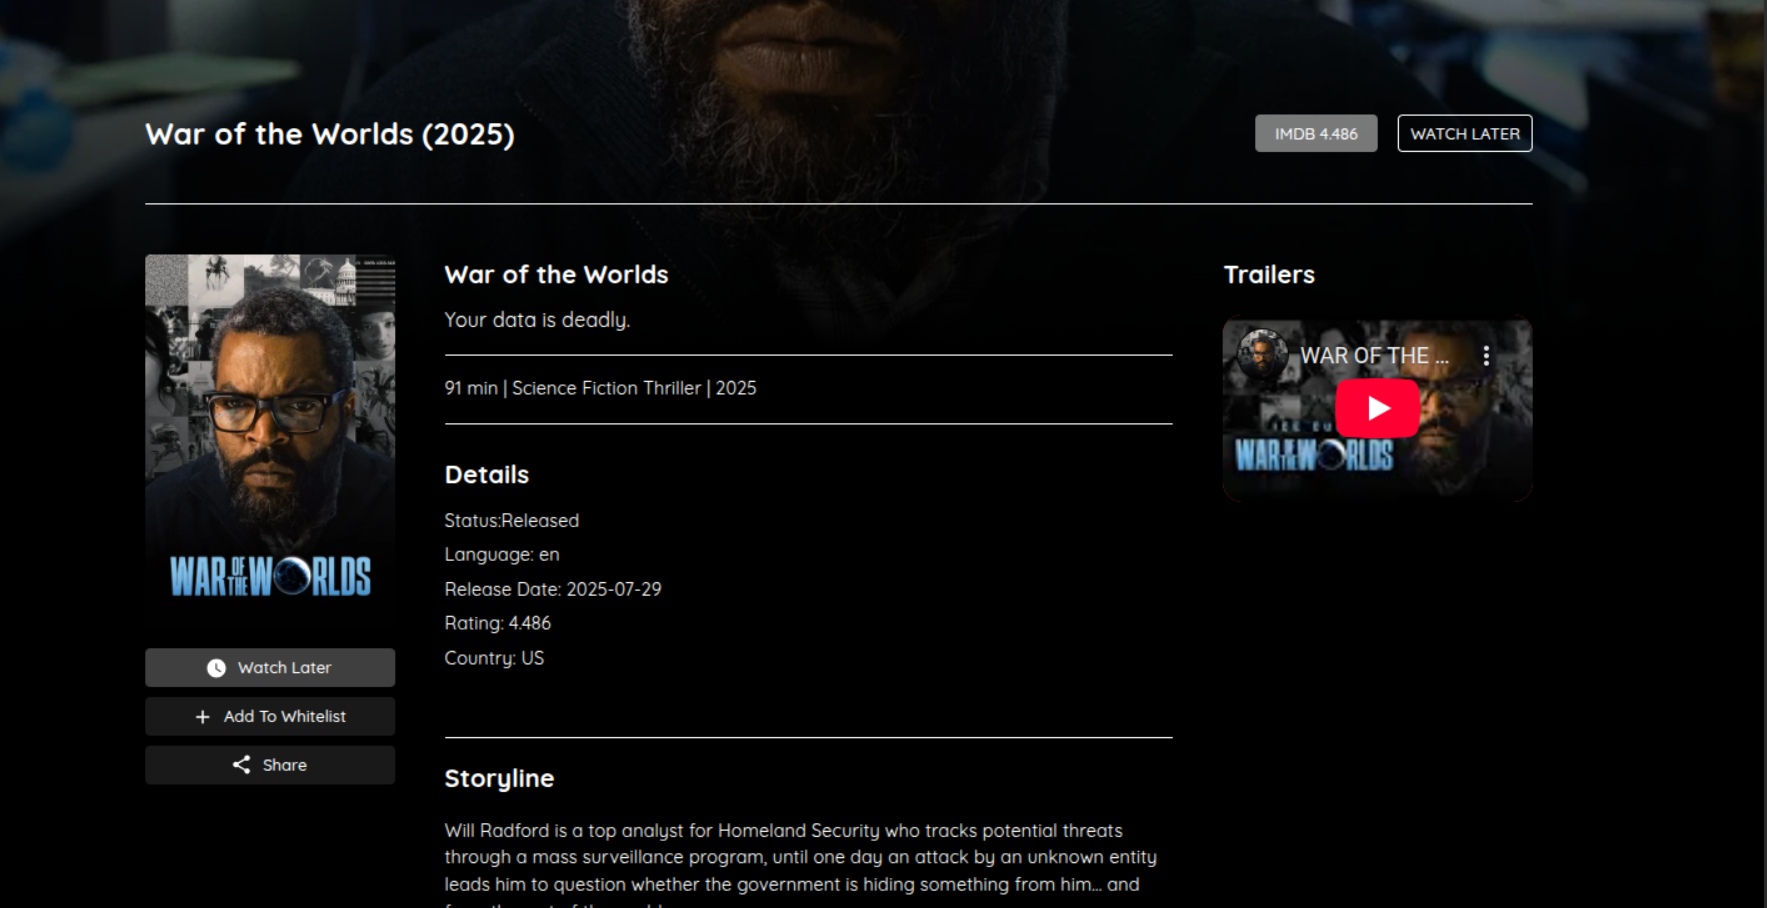 War of the Worlds (2025)
IMDB 4.486
WATCH LATER
WAR OF THE WORLDS
Watch Later
Add To Whitelist
Share
War of the Worlds
Your data is deadly.
91 min | Science Fiction Thriller | 2025
Details
Status:Released
Language: en
Release Date: 2025-07-29
Rating: 4.486
Country: US
Storyline
Will Radford is a top analyst for Homeland Security who tracks potential threats
through a mass surveillance program, until one day an attack by an unknown entity
leads him to question whether the government is hiding something from him... and
Trailers
WAR OF THE ...
WAR OF THE WORLDS